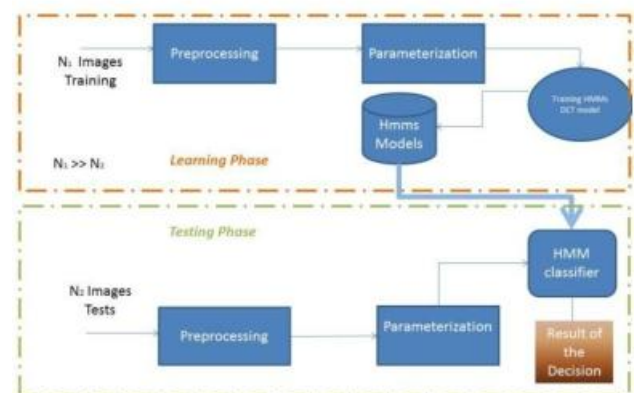 N₁ Images
Training
Preprocessing
Parameterization
Training HMMs
DCT model
Hmms
Models
N₁ >> N₂
Learning Phase
Testing Phase
N₂ Images
Tests
Preprocessing
Parameterization
HMM
classifier
Result of
the
Decision